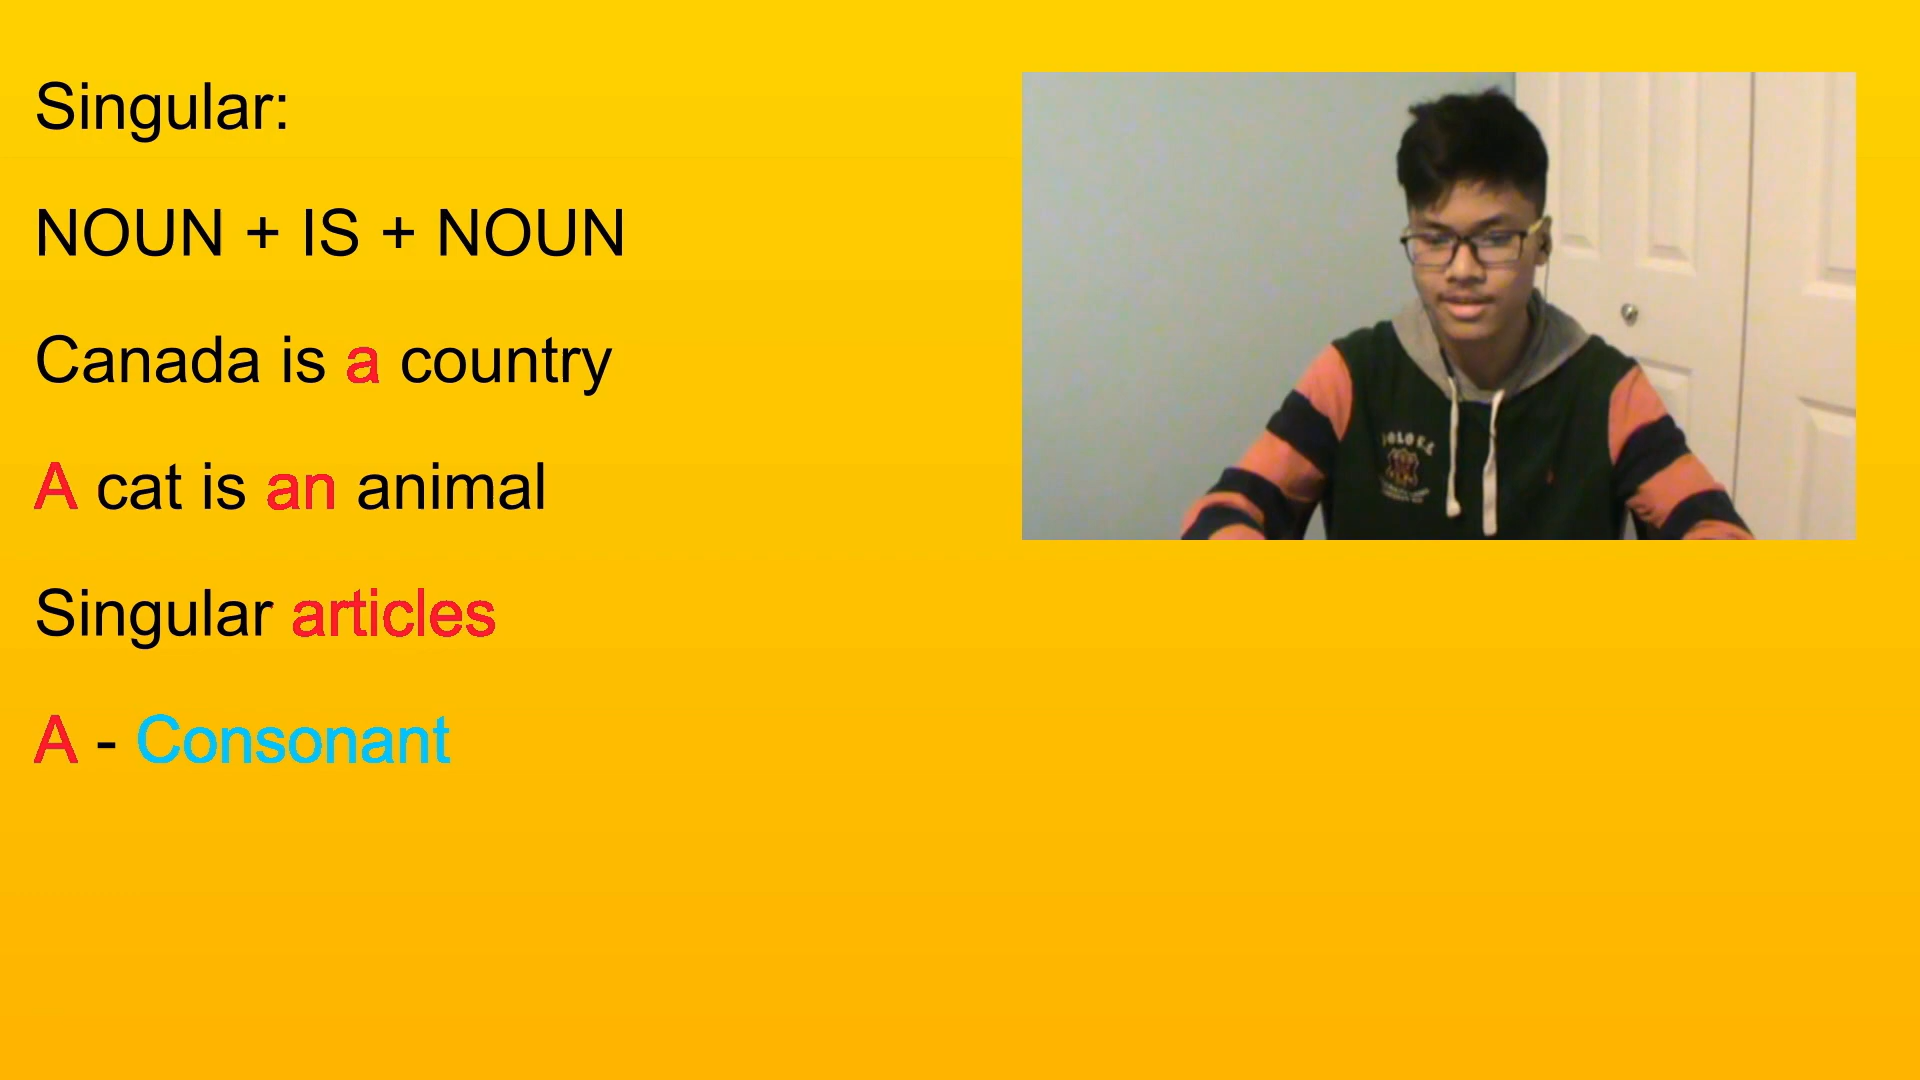 Singular:
NOUN + IS + NOUN
Canada is a country
A cat is an animal
Singular articles
A - Consonant